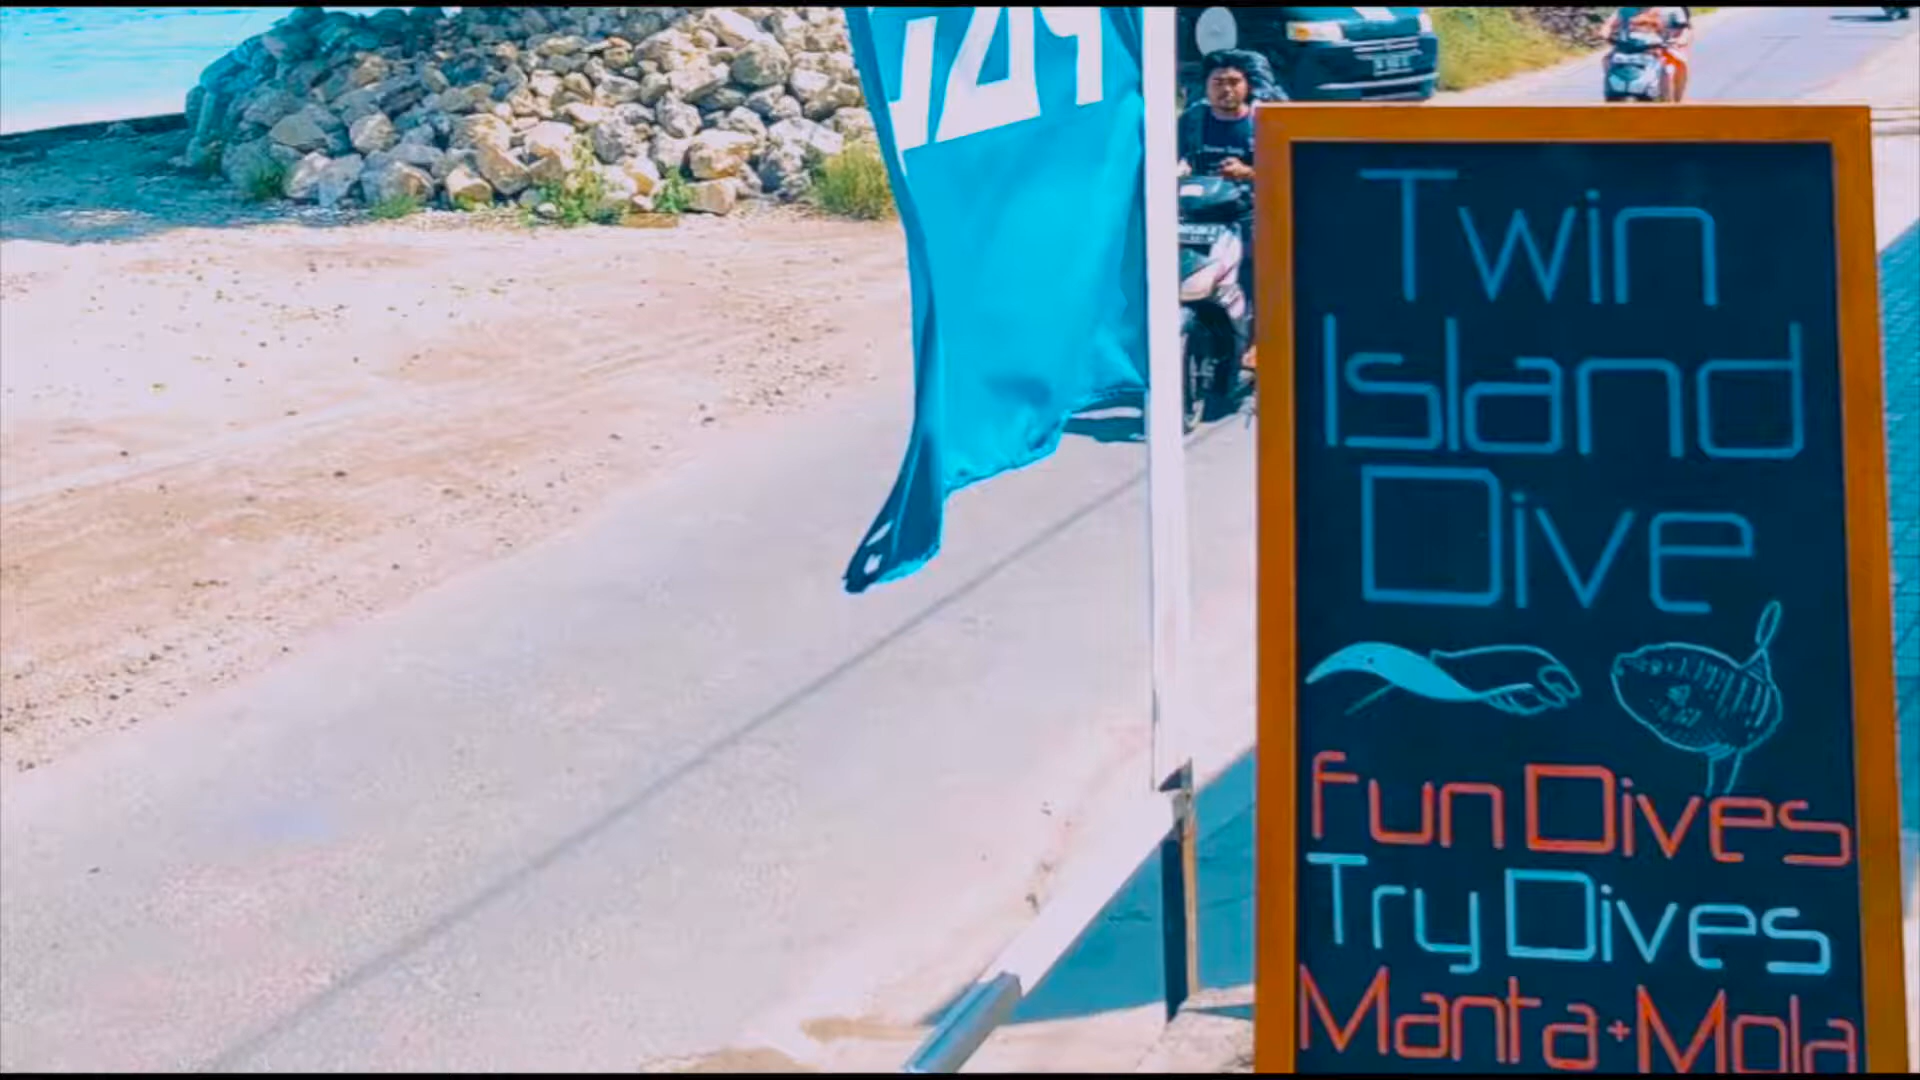 Twin
Island
Dive
Fun Dives
Try Dives
Manta+Mola